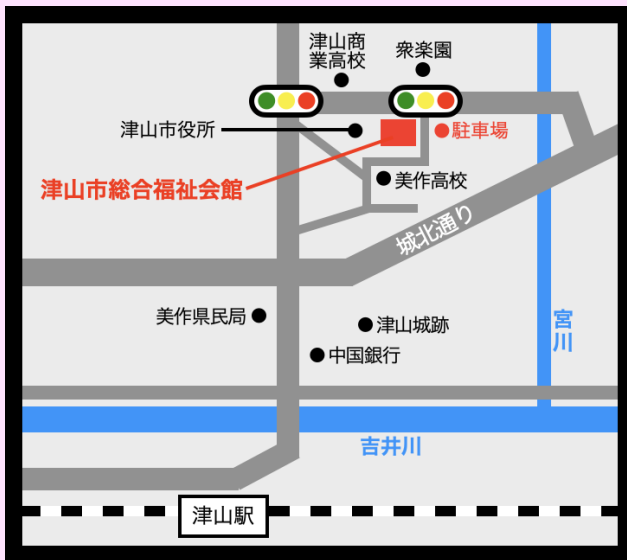 津山商
業高校
衆楽園
津山市役所
駐車場
津山市総合福祉会館
美作高校
城北通り
美作県民局
津山城跡
宮川
中国銀行
吉井川
津山駅